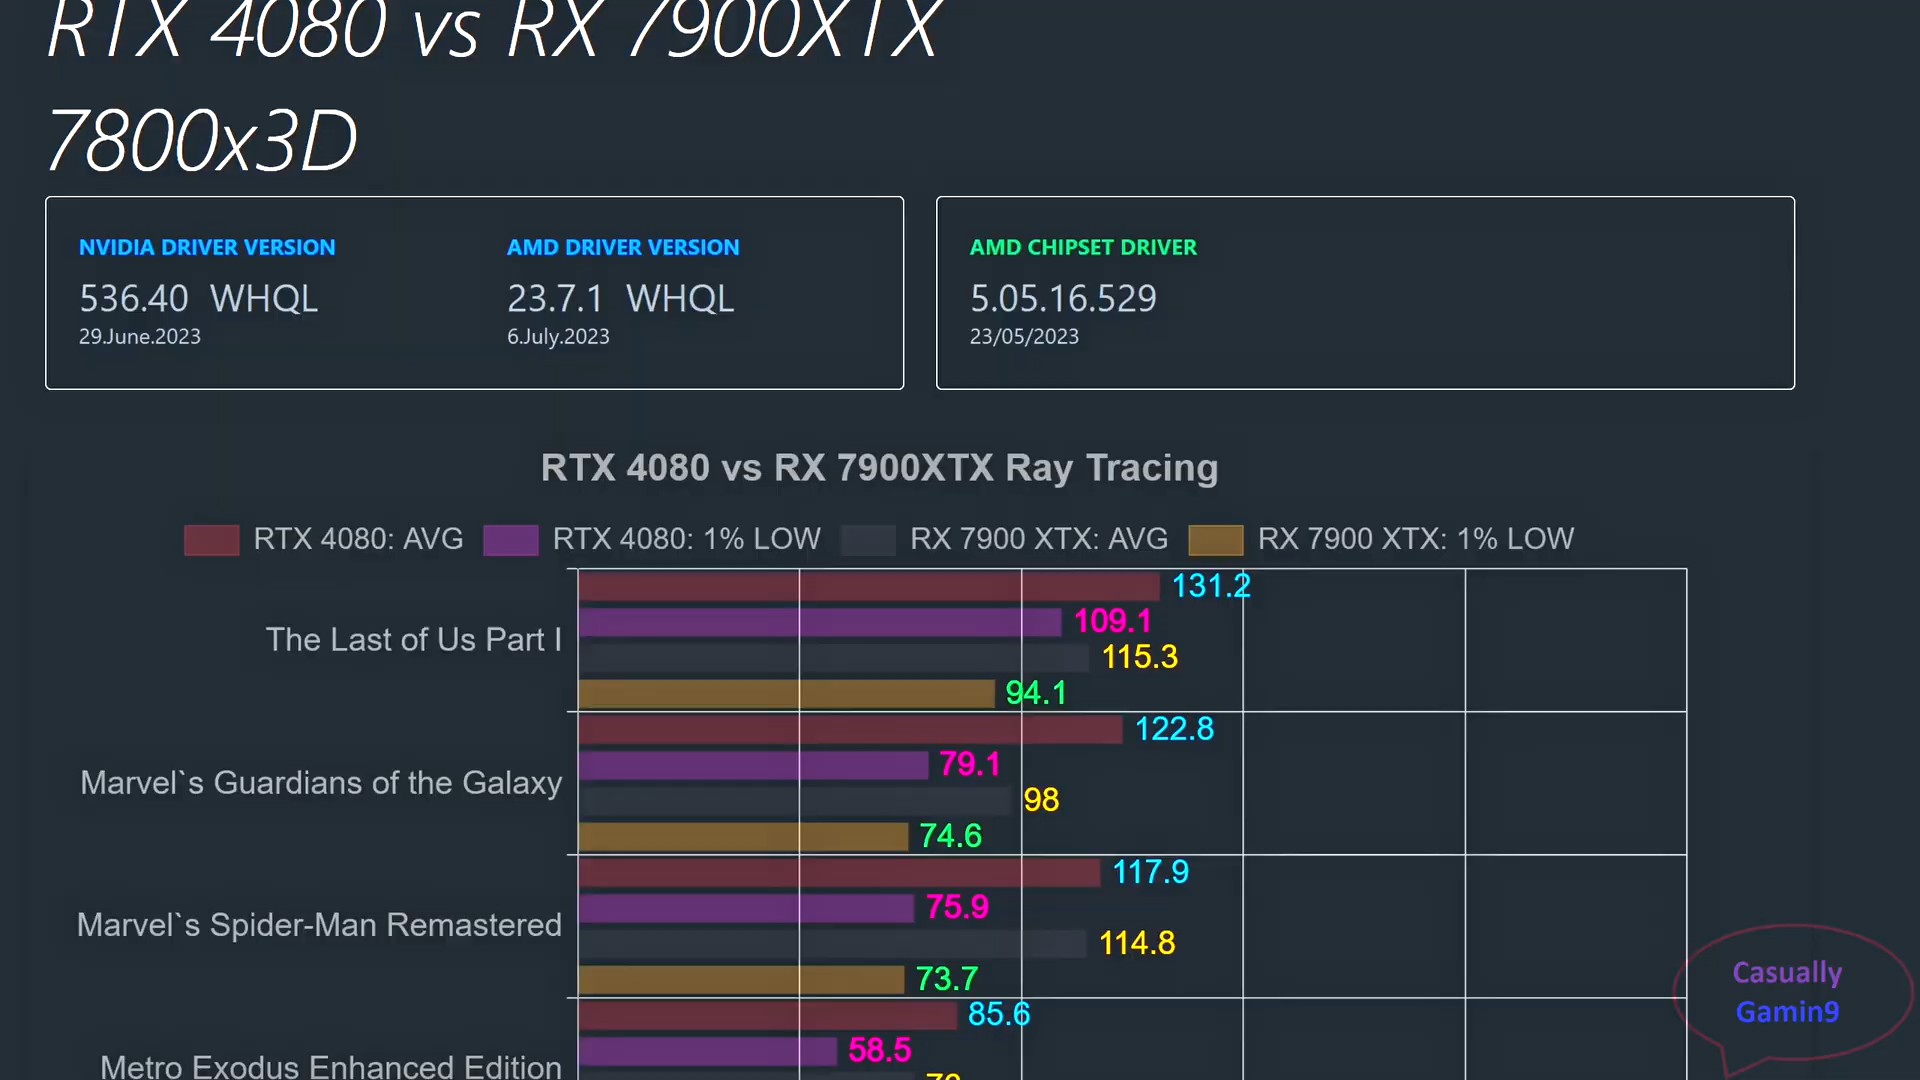 RTX 4080 vs RX 7900XTX
7800x3D
NVIDIA DRIVER VERSION
536.40 WHQL
29.June.2023
AMD DRIVER VERSION
23.7.1 WHQL
6.July.2023
AMD CHIPSET DRIVER
5.05.16.529
23/05/2023
RTX 4080 vs RX 7900XTX Ray Tracing
RTX 4080: AVG RTX 4080: 1% LOW RX 7900 XTX: AVG RX 7900 XTX: 1% LOW
The Last of Us Part I
131.2
109.1
115.3
94.1
Marvel`s Guardians of the Galaxy
122.8
79.1
98
74.6
Marvel`s Spider-Man Remastered
117.9
75.9
114.8
73.7
Metro Exodus Enhanced Edition
85.6
58.5
Casually
Gamin9